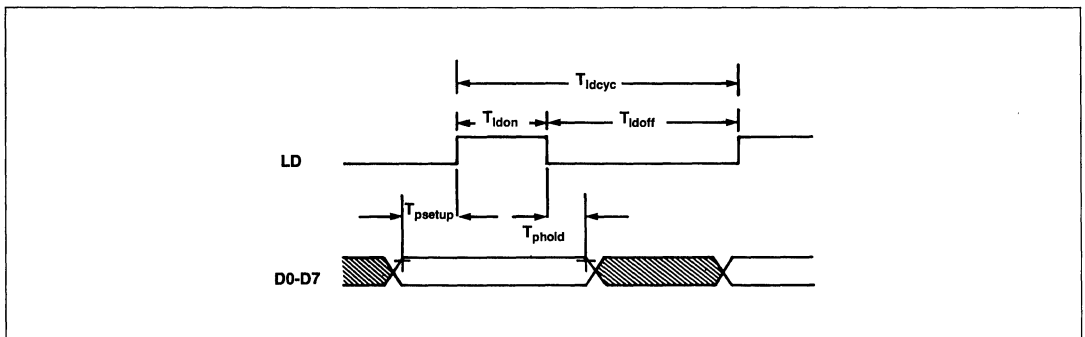 Tldcyc
Tldon
Tldoff
LD
Tpsetup
Tphold
D0-D7